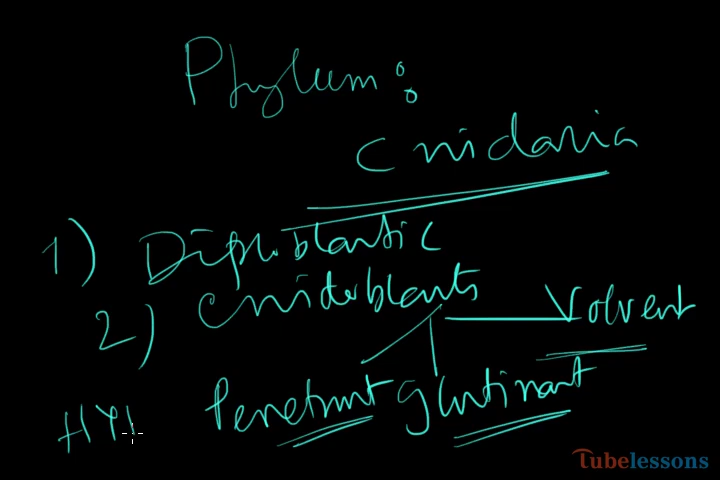 Phylum:
Cnidaria
1) Diploblastic
2) Cnidoblasts
Volvent
Penetrant glutinant
HY
Tubelessons